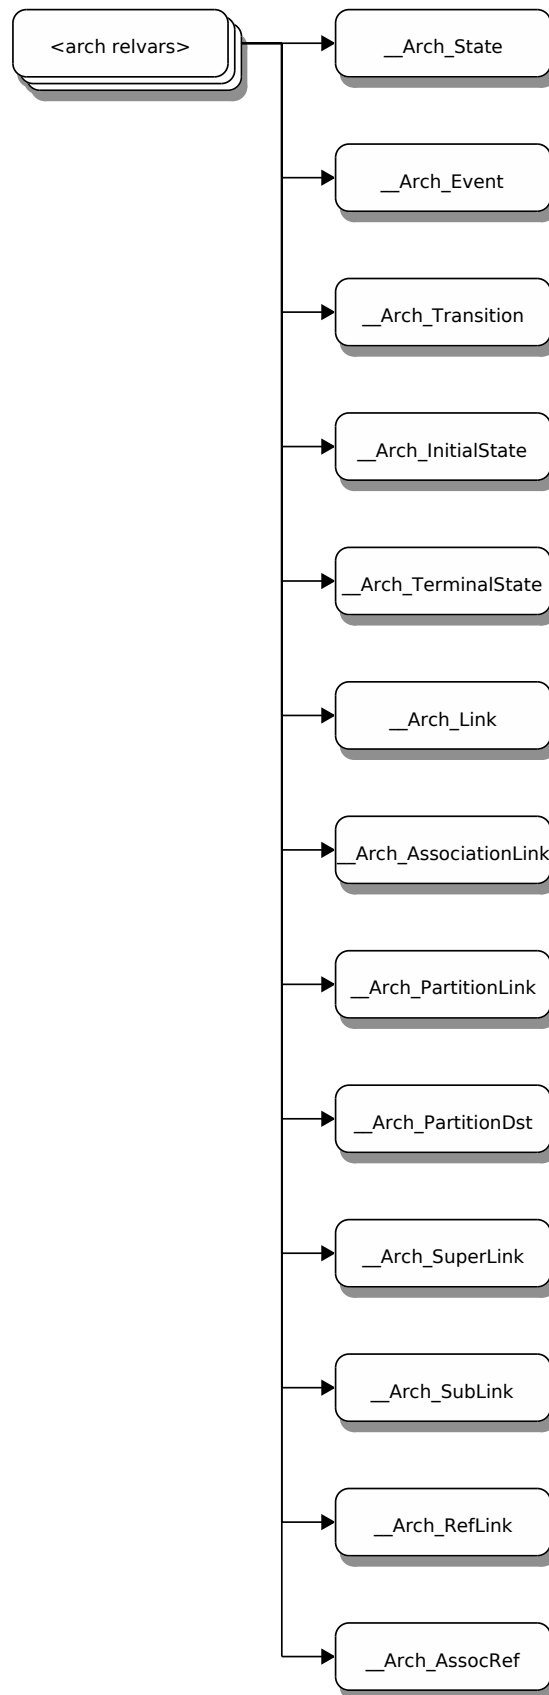 <arch relvars>
__Arch_State
__Arch_Event
__Arch_Transition
__Arch_InitialState
__Arch_TerminalState
__Arch_Link
__Arch_AssociationLink
__Arch_PartitionLink
__Arch_PartitionDst
__Arch_SuperLink
__Arch_SubLink
__Arch_RefLink
__Arch_AssocRef